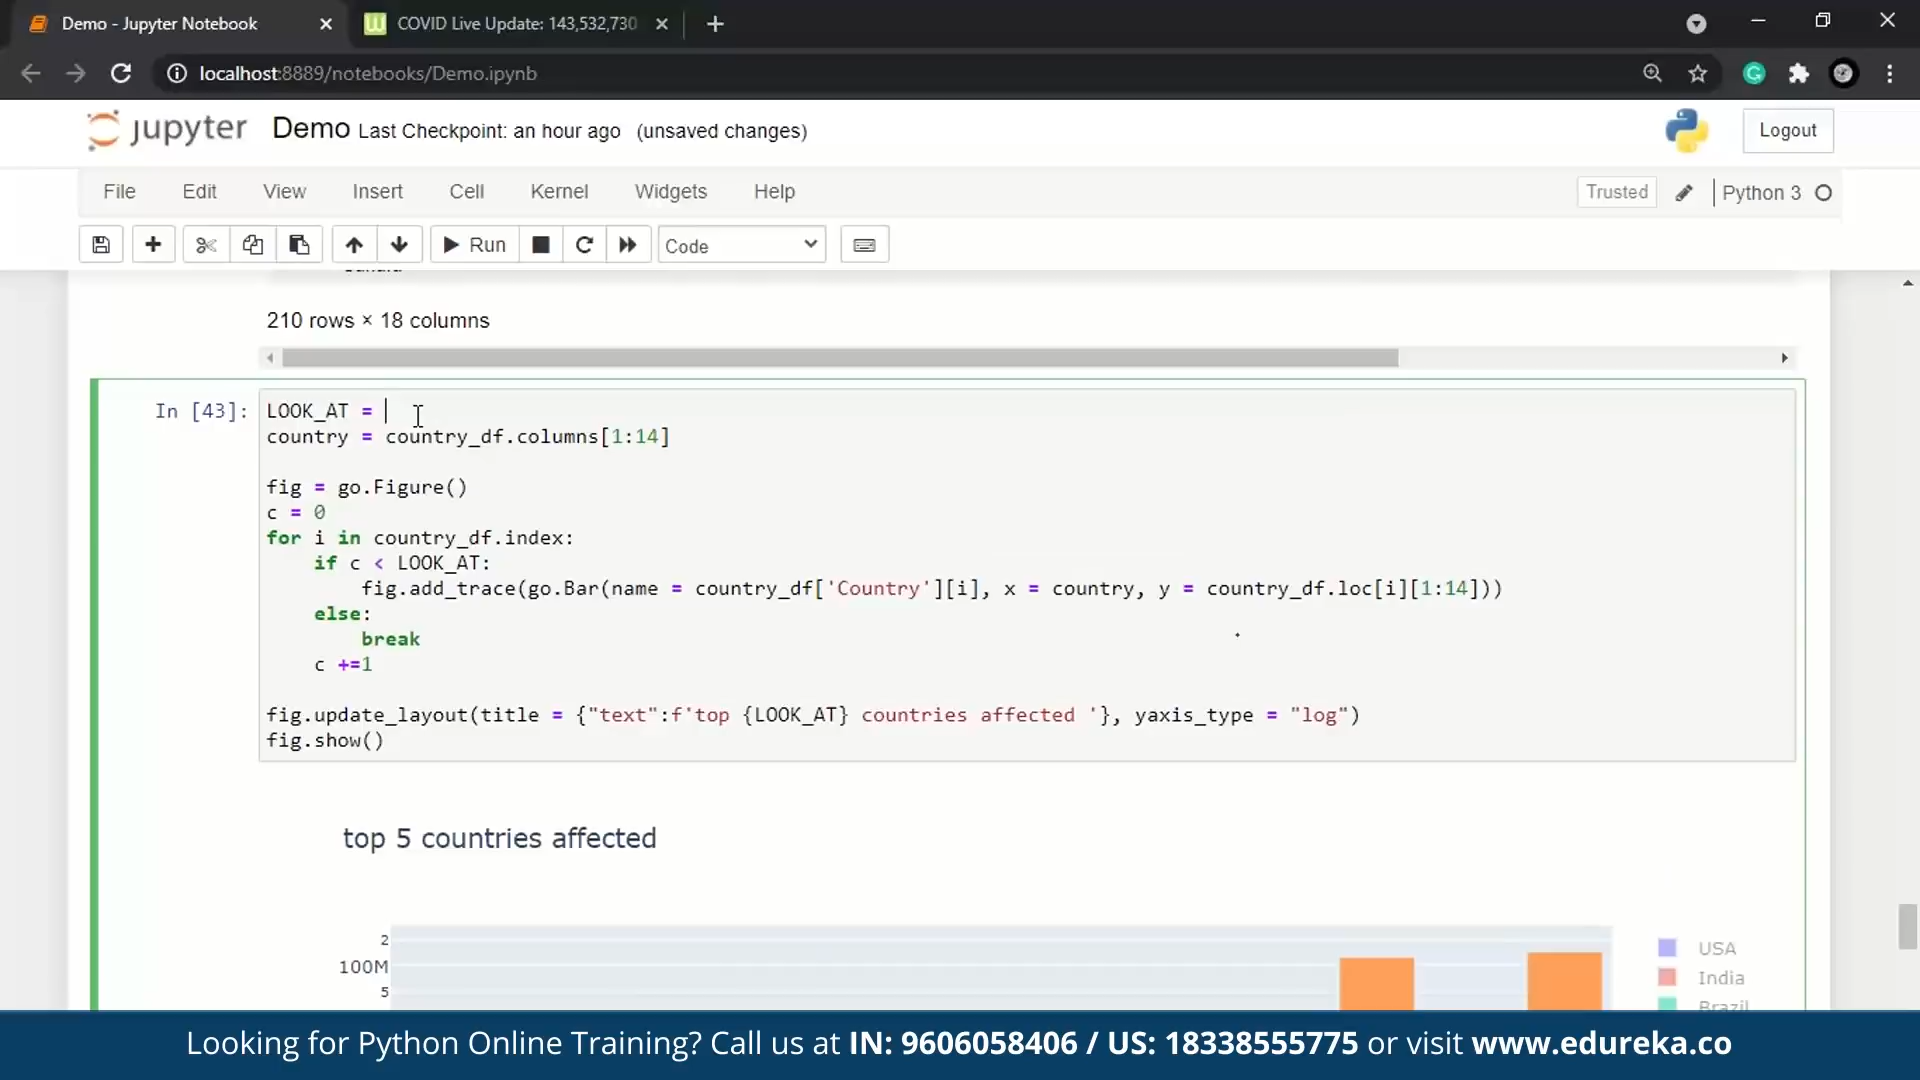 Demo - Jupyter Notebook
COVID Live Update: 143,532,730
localhost:8889/notebooks/Demo.ipynb
jupyter Demo Last Checkpoint: an hour ago (unsaved changes)
Logout
File Edit View Insert Cell Kernel Widgets Help
Trusted
Python 3
Run
Code
210 rows × 18 columns
In [43]:
LOOK_AT =
country = country_df.columns[1:14]
fig = go.Figure()
c = 0
for i in country_df.index:
    if c < LOOK_AT:
        fig.add_trace(go.Bar(name = country_df['Country'][i], x = country, y = country_df.loc[i][1:14]))
    else:
        break
    c +=1
fig.update_layout(title = {"text":f'top {LOOK_AT} countries affected '}, yaxis_type = "log")
fig.show()
top 5 countries affected
2
100M
5
USA
India
Brazil
Looking for Python Online Training? Call us at IN: 9606058406 / US: 18338555775 or visit www.edureka.co